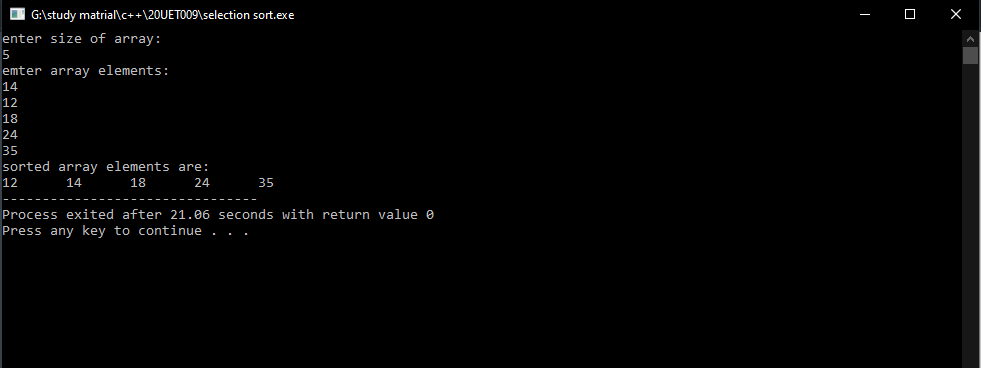 G:\study matrial\c++\20UET009\selection sort.exe
enter size of array:
5
emter array elements:
14
12
18
24
35
sorted array elements are:
12      14      18      24      35
--------------------------------
Process exited after 21.06 seconds with return value 0
Press any key to continue . . .